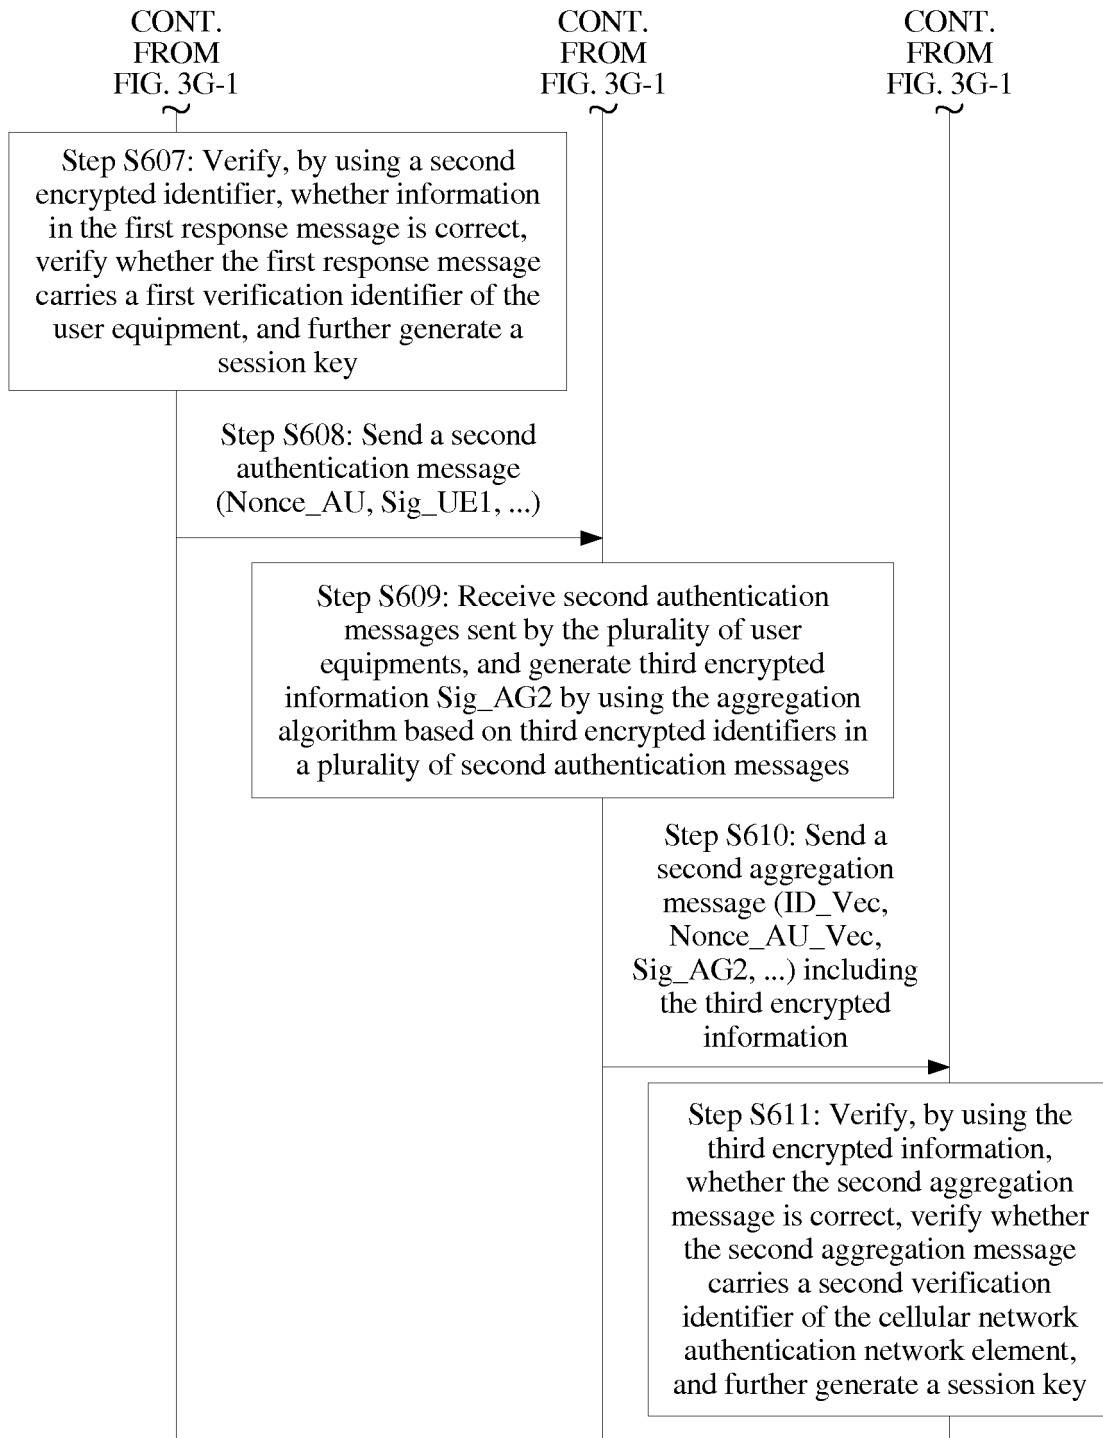 CONT.
FROM
FIG. 3G-1
CONT.
FROM
FIG. 3G-1
CONT.
FROM
FIG. 3G-1
Step S607: Verify, by using a second
encrypted identifier, whether information
in the first response message is correct,
verify whether the first response message
carries a first verification identifier of the
user equipment, and further generate a
session key
Step S608: Send a second
authentication message
(Nonce_AU, Sig_UE1, ...)
Step S609: Receive second authentication
messages sent by the plurality of user
equipments, and generate third encrypted
information Sig_AG2 by using the aggregation
algorithm based on third encrypted identifiers in
a plurality of second authentication messages
Step S610: Send a
second aggregation
message (ID_Vec,
Nonce_AU_Vec,
Sig_AG2, ...) including
the third encrypted
information
Step S611: Verify, by using the
third encrypted information,
whether the second aggregation
message is correct, verify whether
the second aggregation message
carries a second verification
identifier of the cellular network
authentication network element,
and further generate a session key